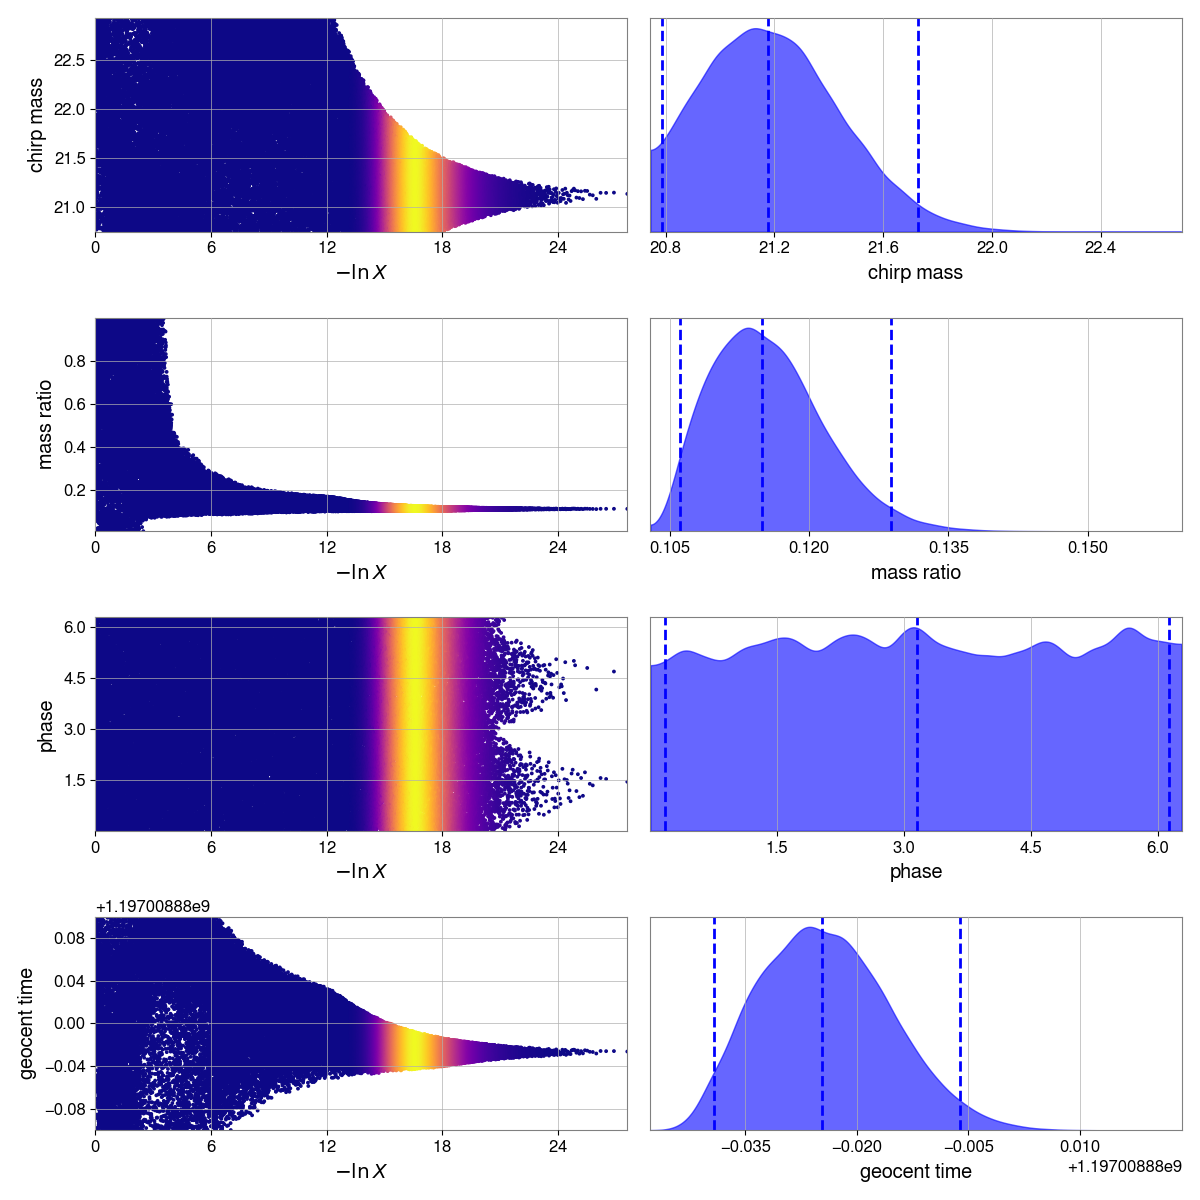 22.5
22.0
21.5
21.0
chirp mass
0 6 12 18 24
−ln X
20.8 21.2 21.6 22.0 22.4
chirp mass
0.8
0.6
0.4
0.2
mass ratio
0 6 12 18 24
−ln X
0.105 0.120 0.135 0.150
mass ratio
6.0
4.5
3.0
1.5
phase
0 6 12 18 24
−ln X
1.5 3.0 4.5 6.0
phase
+1.19700888e9
0.08
0.04
0.00
−0.04
−0.08
geocent time
0 6 12 18 24
−ln X
−0.035 −0.020 −0.005 0.010
+1.19700888e9
geocent time